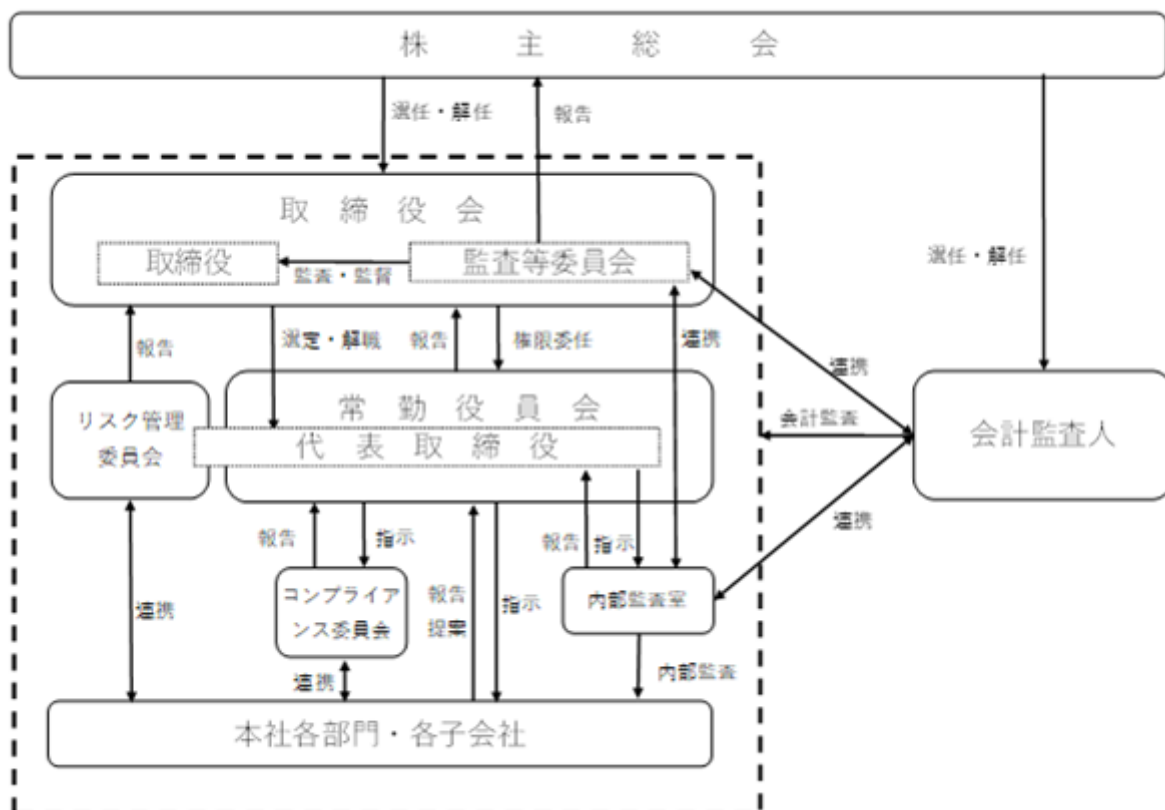 株主総会
選任・解任
報告
取締役会
取締役
監査等委員会
監査・監督
選任・解任
報告
選定・解職
報告
権限委任
連携
連携
リスク管理
委員会
常勤役員会
代表取締役
会計監査
会計監査人
連携
報告
指示
報告
指示
コンプライア
ンス委員会
報告
提案
指示
内部監査室
連携
連携
内部監査
本社各部門・各子会社